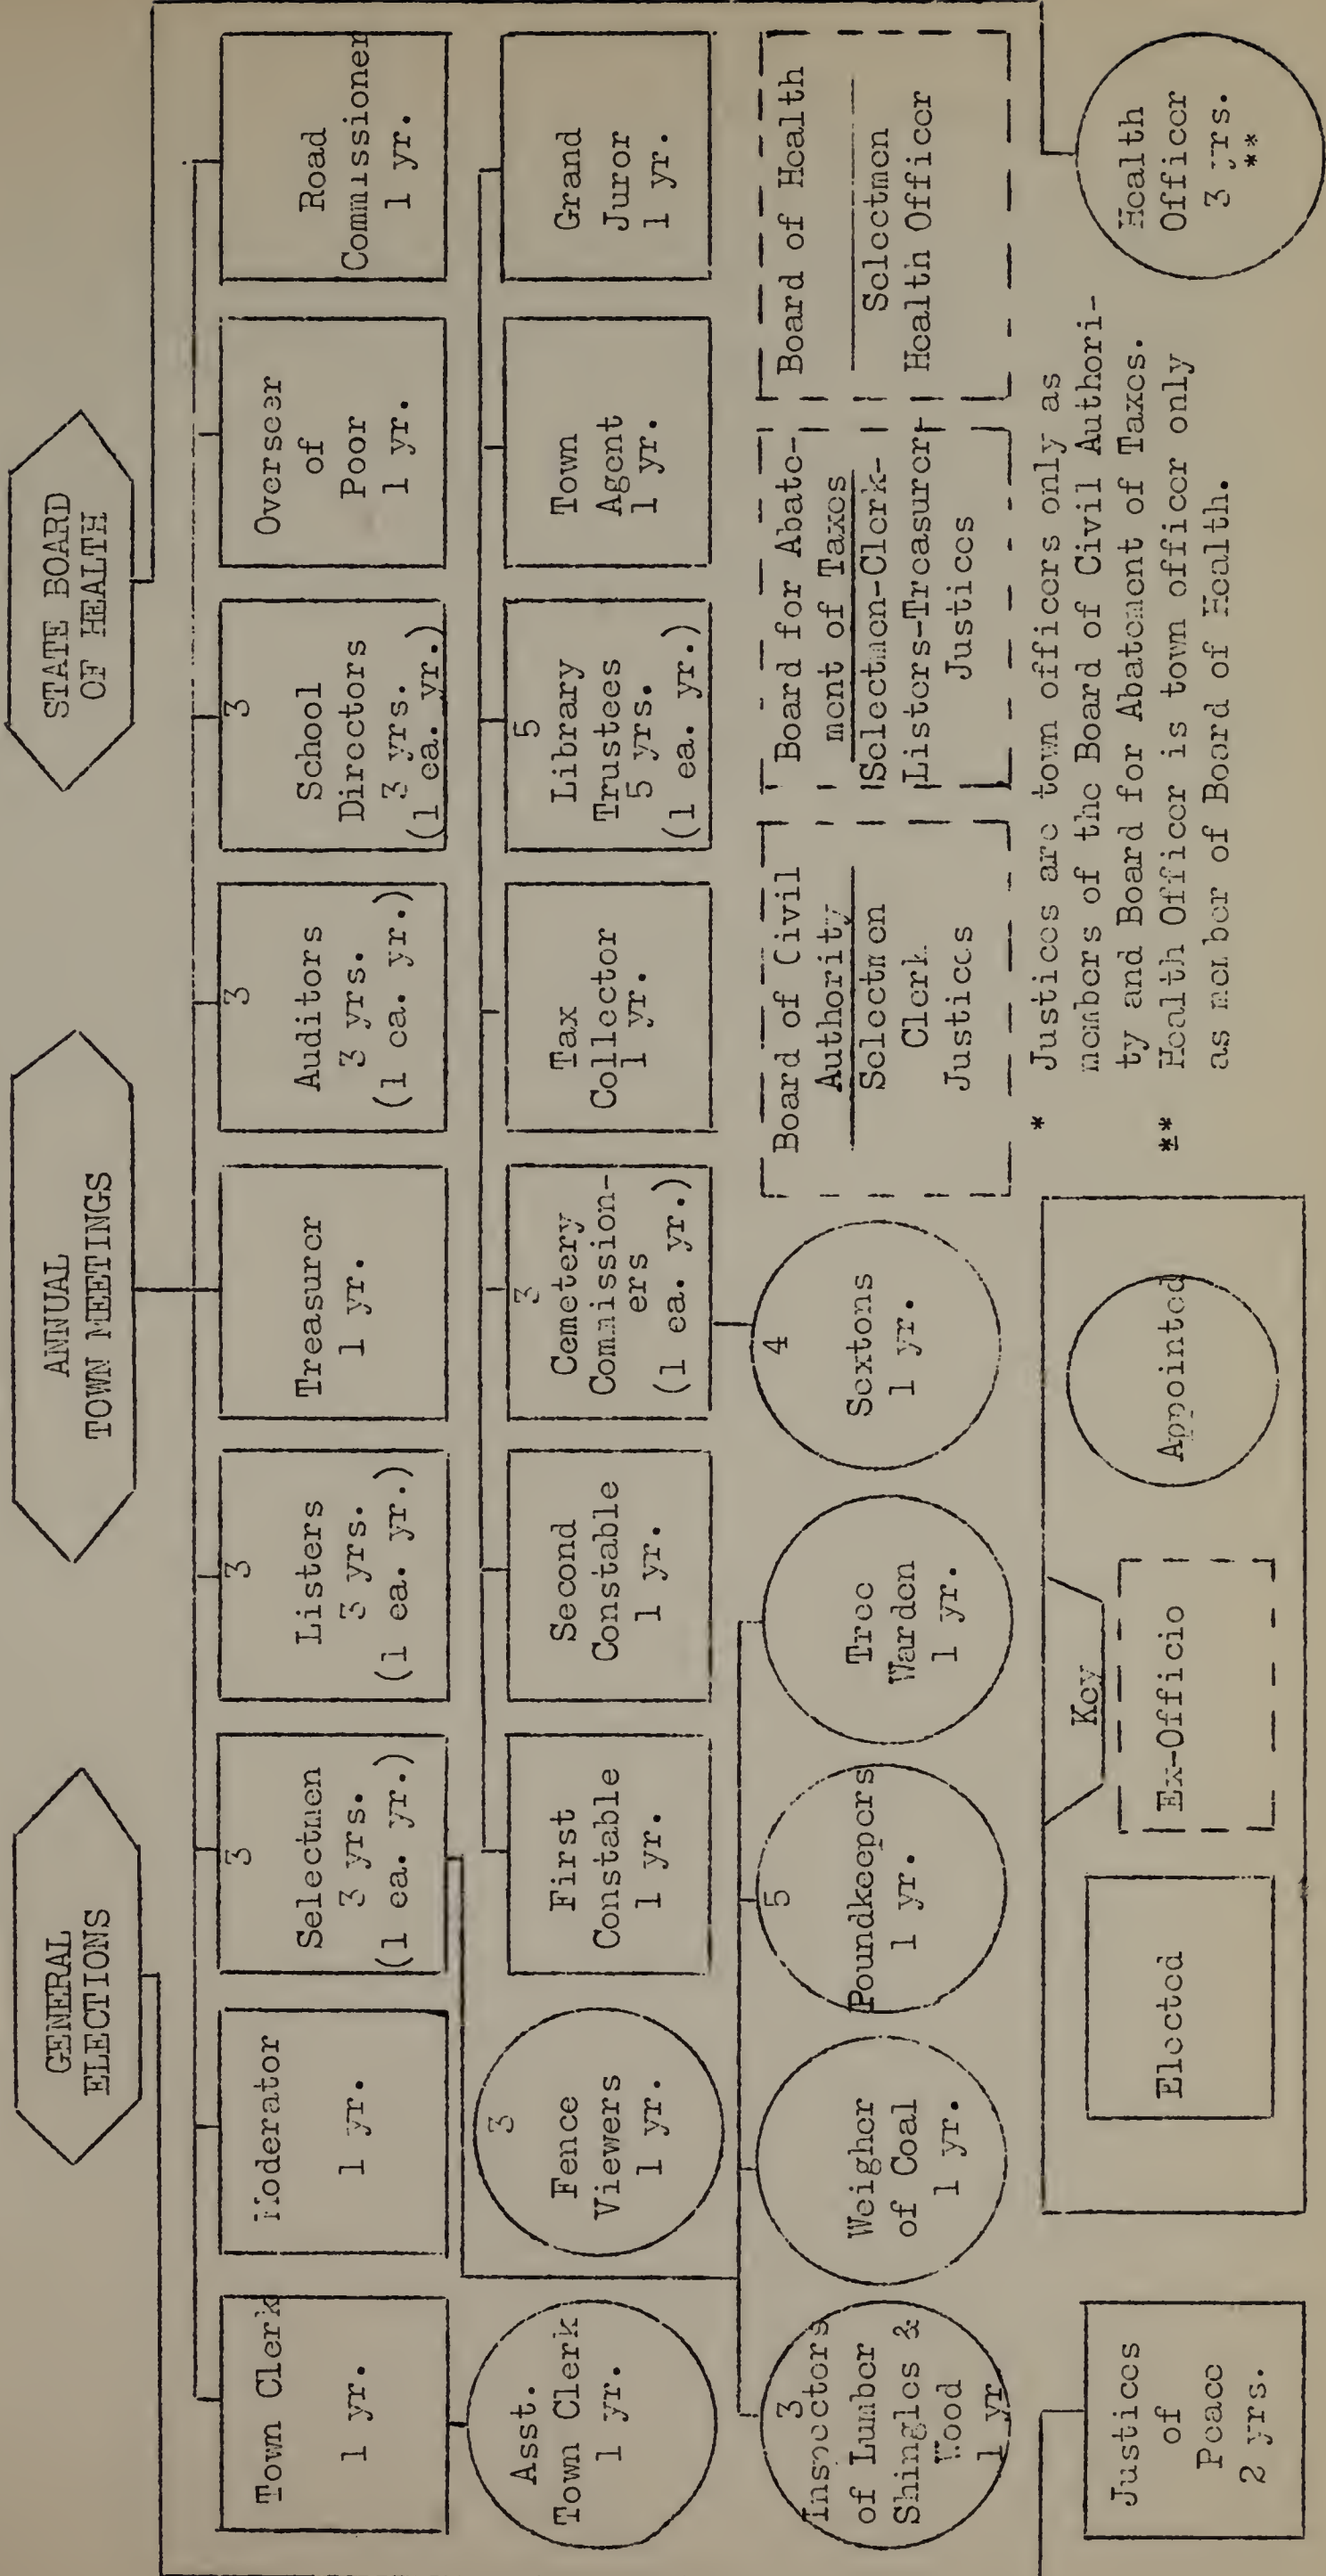 GENERAL
ELECTIONS
ANNUAL
TOWN MEETINGS
STATE BOARD
OF HEALTH
Town Clerk
1 yr.
Moderator
1 yr.
3
Selectmen
3 yrs.
(1 ea. yr.)
3
Listers
3 yrs.
(1 ea. yr.)
Treasurer
1 yr.
3
Auditors
3 yrs.
(1 ea. yr.)
3
School
Directors
3 yrs.
(1 ea. yr.)
Overseer
of
Poor
1 yr.
Road
Commissioner
1 yr.
Asst.
Town Clerk
1 yr.
3
Fence
Viewers
1 yr.
First
Constable
1 yr.
Second
Constable
1 yr.
3
Cemetery
Commission-
ers
(1 ea. yr.)
Tax
Collector
1 yr.
5
Library
Trustees
5 yrs.
(1 ea. yr.)
Town
Agent
1 yr.
Grand
Juror
1 yr.
3
Inspectors
of Lumber
Shingles &
Wood
1 yr
Weigher
of Coal
1 yr.
5
Poundkeepers
1 yr.
Tree
Warden
1 yr.
4
Sextons
1 yr.
Board of Civil
Authority
Selectmen
Clerk
Justices
Board for Abate-
ment of Taxes
Selectmen-Clerk-
Listers-Treasurer-
Justices
Board of Health
Selectmen
Health Officer
Justices
of
Peace
2 yrs.
Key
Elected
Ex-Officio
Appointed
* Justices are town officers only as
members of the Board of Civil Authori-
ty and Board for Abatement of Taxes.
** Health Officer is town officer only
as member of Board of Health.
Health
Officer
3 yrs.
**